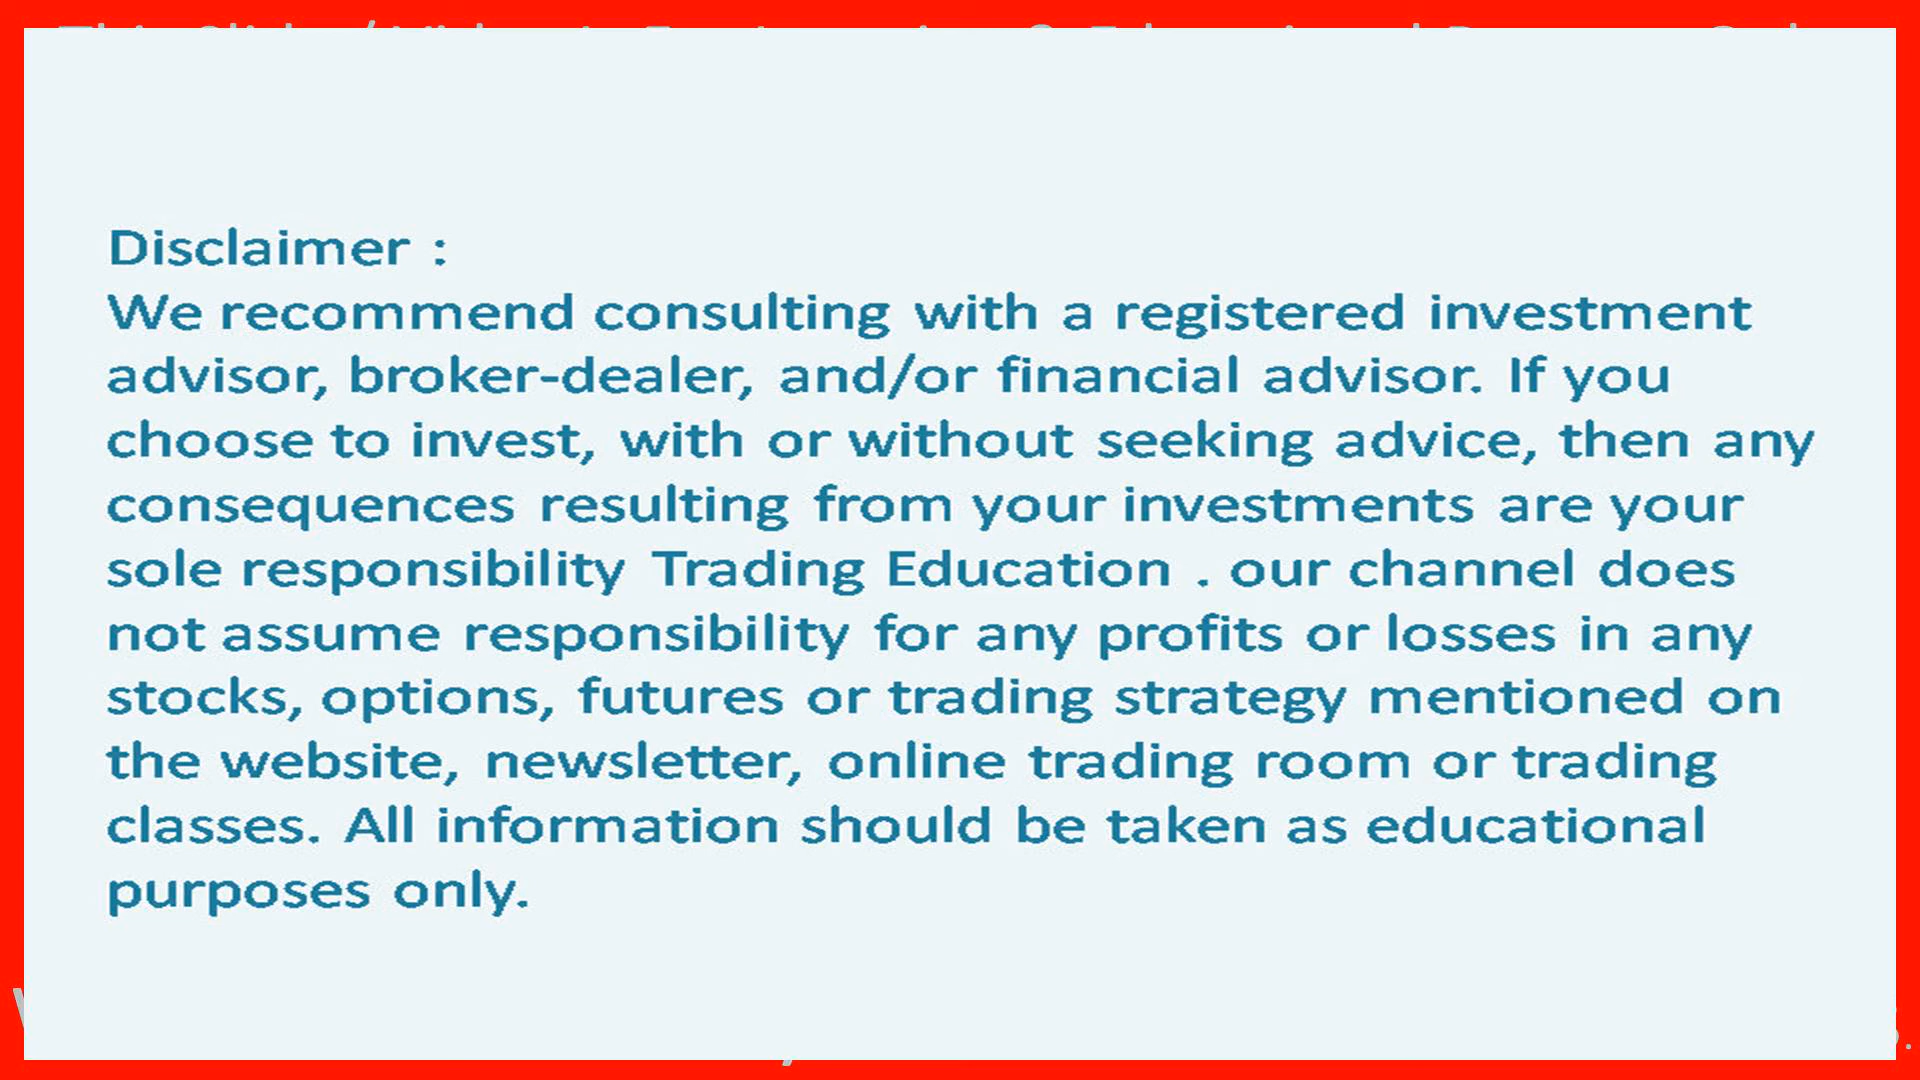 Disclaimer :
We recommend consulting with a registered investment
advisor, broker-dealer, and/or financial advisor. If you
choose to invest, with or without seeking advice, then any
consequences resulting from your investments are your
sole responsibility Trading Education . our channel does
not assume responsibility for any profits or losses in any
stocks, options, futures or trading strategy mentioned on
the website, newsletter, online trading room or trading
classes. All information should be taken as educational
purposes only.